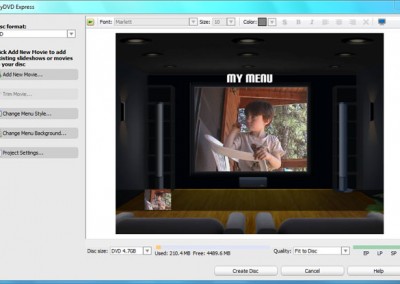 yDVD Express
isc format:
D
Font: Markett Size: 10 Color: B
ick Add New Movie to add
xisting slideshows or movies
your disc
Add New Movie...
Trim Movie...
Change Menu Style...
Change Menu Background...
Project Settings...
MY MENU
Disc size: DVD 4.7GB Used: 210.4 MB Free: 4489.6 MB Quality: Fit to Disc
EP LP SP
Create Disc Cancel Help